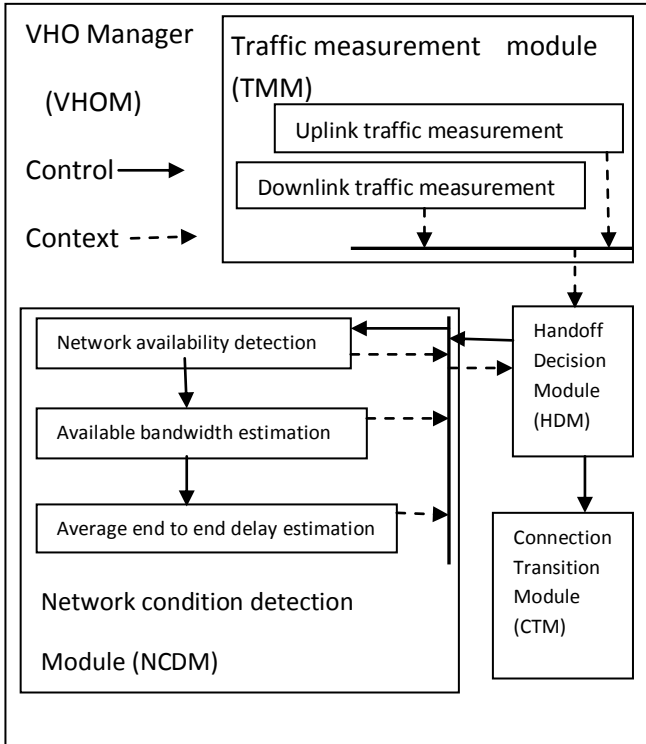 VHO Manager
(VHOM)
Control
Context
Traffic measurement module
(TMM)
Uplink traffic measurement
Downlink traffic measurement
Network availability detection
Available bandwidth estimation
Average end to end delay estimation
Network condition detection
Module (NCDM)
Handoff
Decision
Module
(HDM)
Connection
Transition
Module
(CTM)